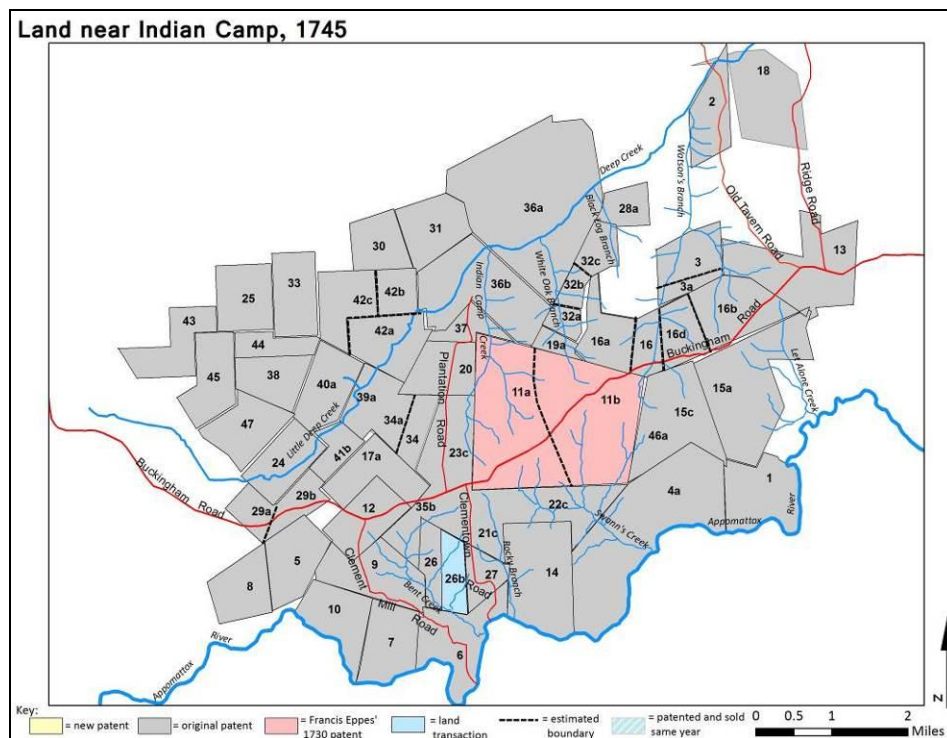 Land near Indian Camp, 1745
18
2
Deep Creek
Watson's Branch
Old Tavern Road
Ridge Road
36a
Black Log Branch
28a
31
30
13
3
32c
33
36b
White Oak Branch
32b
3a
25
42c
42b
Indian Camp Creek
16b
43
42a
37
32a
16d
Buckingham Road
44
19a
16a
16
45
38
40a
Plantation Road
20
11a
11b
15a
Let Alone Creek
39a
15c
47
34a
34
46a
Little Deep Creek
41b
17a
23c
24
Buckingham Road
29a
29b
12
35b
Clementown Road
22c
4a
1
River
Appamattox
Swann's Creek
21c
Rocky Branch
5
Clement Mill Road
9
26
26b
27
14
8
Bent Creek
10
7
6
Appamattox River
N
Key:
= new patent
= original patent
= Francis Eppes' 1730 patent
= land transaction
= estimated boundary
= patented and sold same year
0 0.5 1 2
Miles